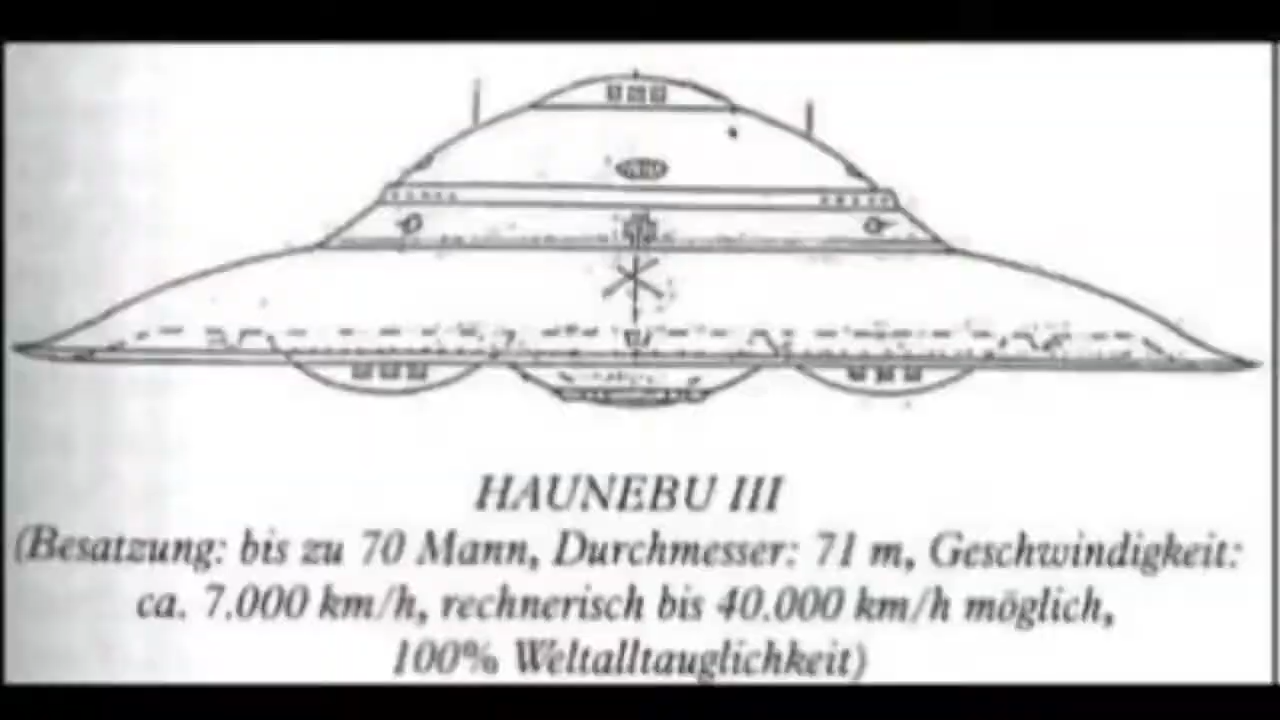 HAUNEBU III
(Besatzung: bis zu 70 Mann, Durchmesser: 71 m, Geschwindigkeit:
ca. 7.000 km/h, rechnerisch bis 40.000 km/h möglich,
100% Weltalltauglichkeit)